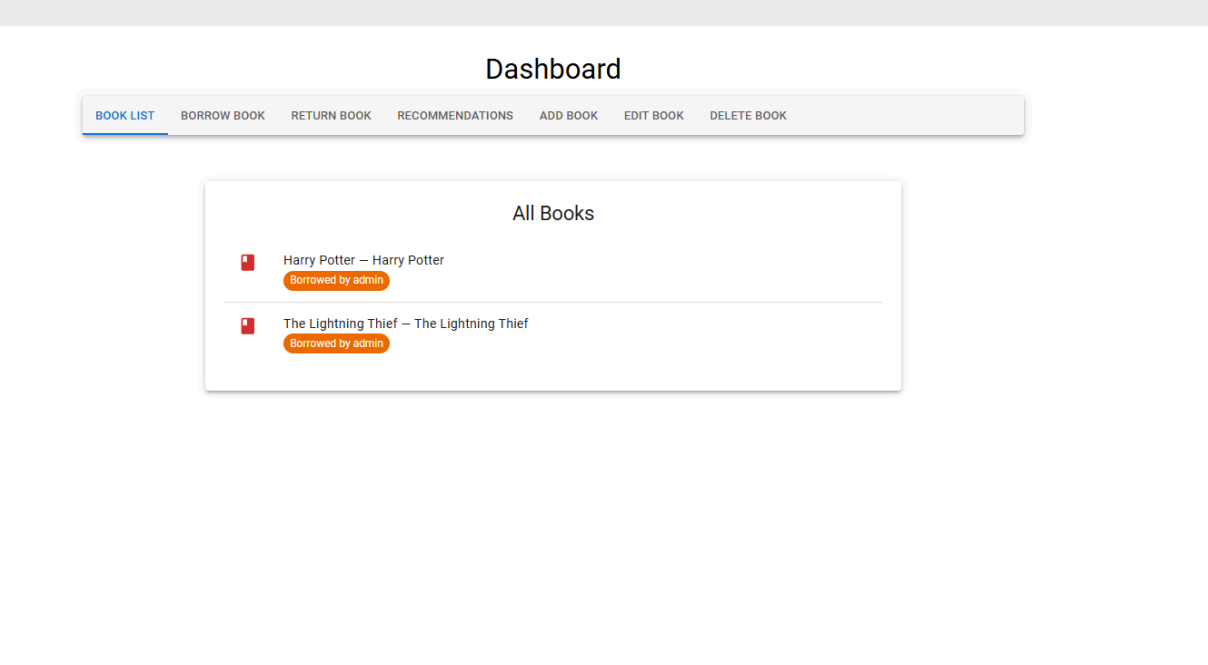 Dashboard
BOOK LIST BORROW BOOK RETURN BOOK RECOMMENDATIONS ADD BOOK EDIT BOOK DELETE BOOK
All Books
Harry Potter — Harry Potter
Borrowed by admin
The Lightning Thief — The Lightning Thief
Borrowed by admin